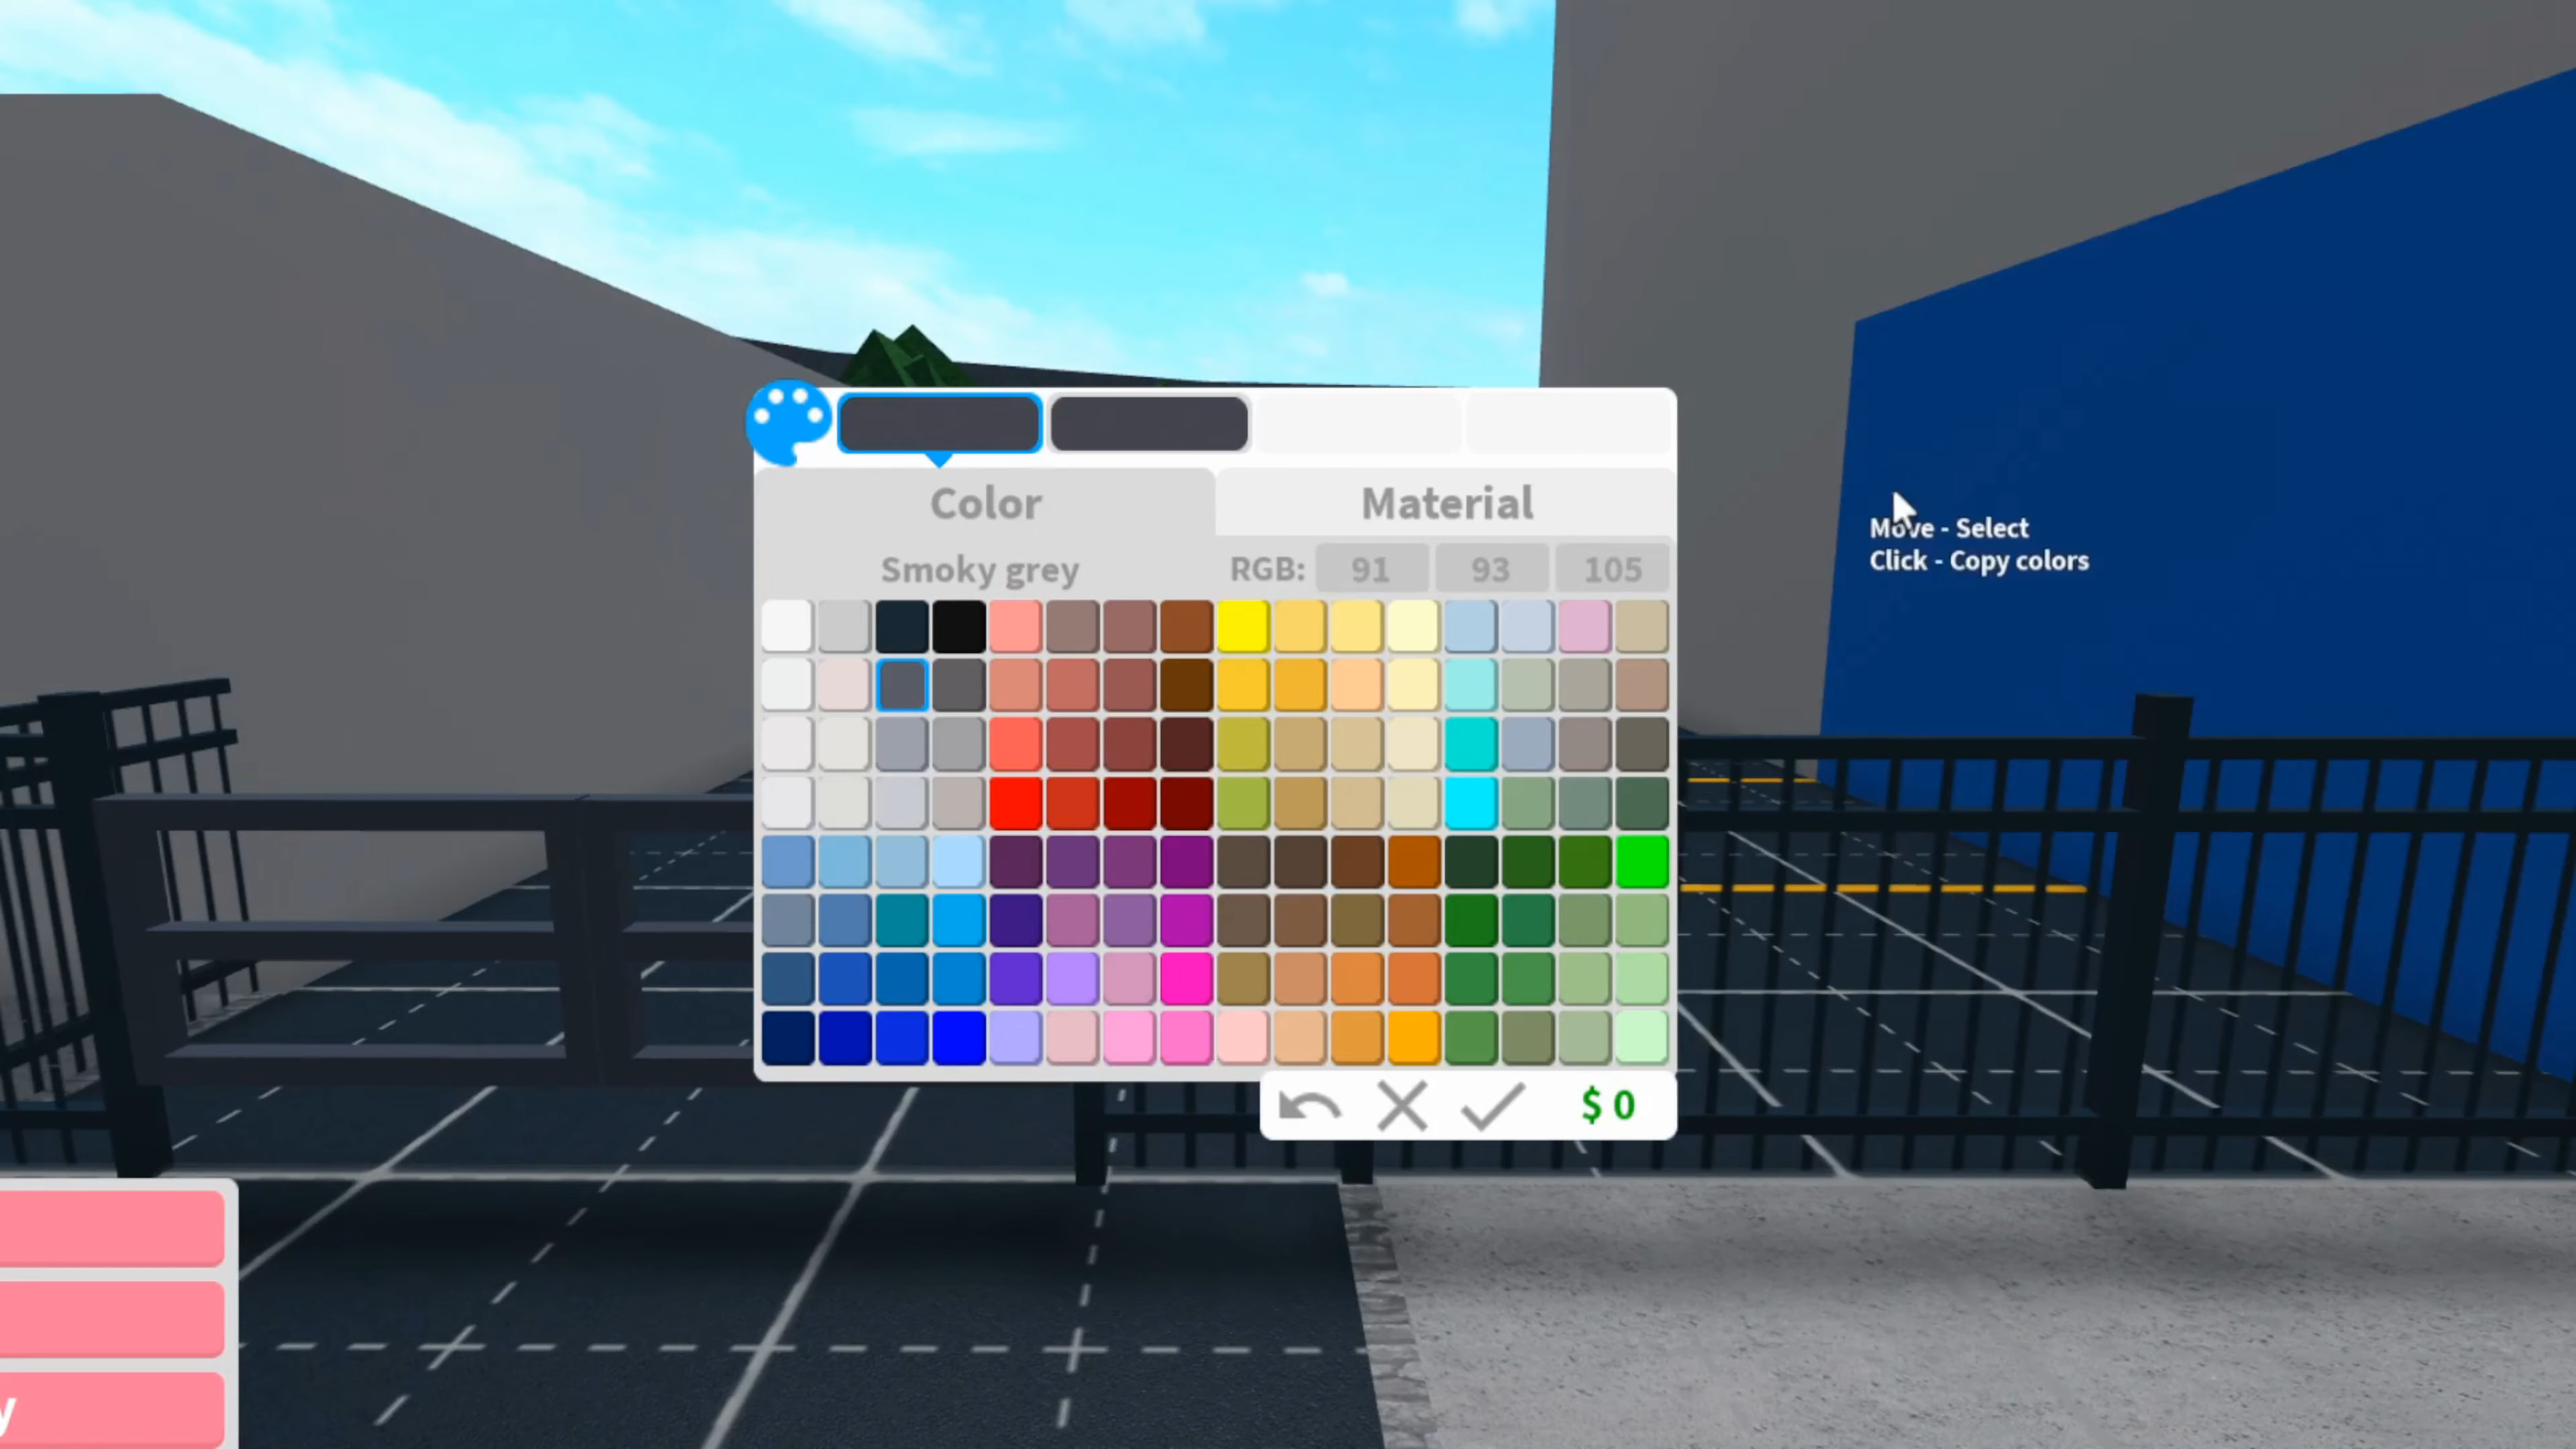 Color
Material
Smoky grey
RGB: 91 93 105
Move - Select
Click - Copy colors
$ 0
y